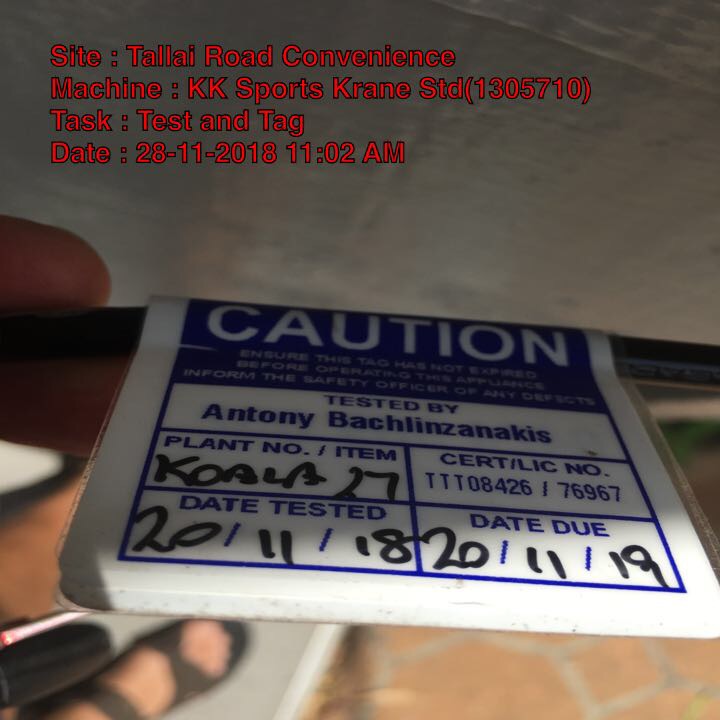 Site : Tallai Road Convenience
Machine : KK Sports Krane Std(1305710)
Task : Test and Tag
Date : 28-11-2018 11:02 AM
CAUTION
ENSURE THIS TAG HAS NOT EXPIRED
BEFORE OPERATING THIS APPLIANCE
INFORM THE SAFETY OFFICER OF ANY DEFECTS
TESTED BY
Antony Bachlinzanakis
PLANT NO. / ITEM
KOALA 27
CERT/LIC NO.
TTT08426 / 76967
DATE TESTED
20 / 11 / 18
DATE DUE
20 / 11 / 19